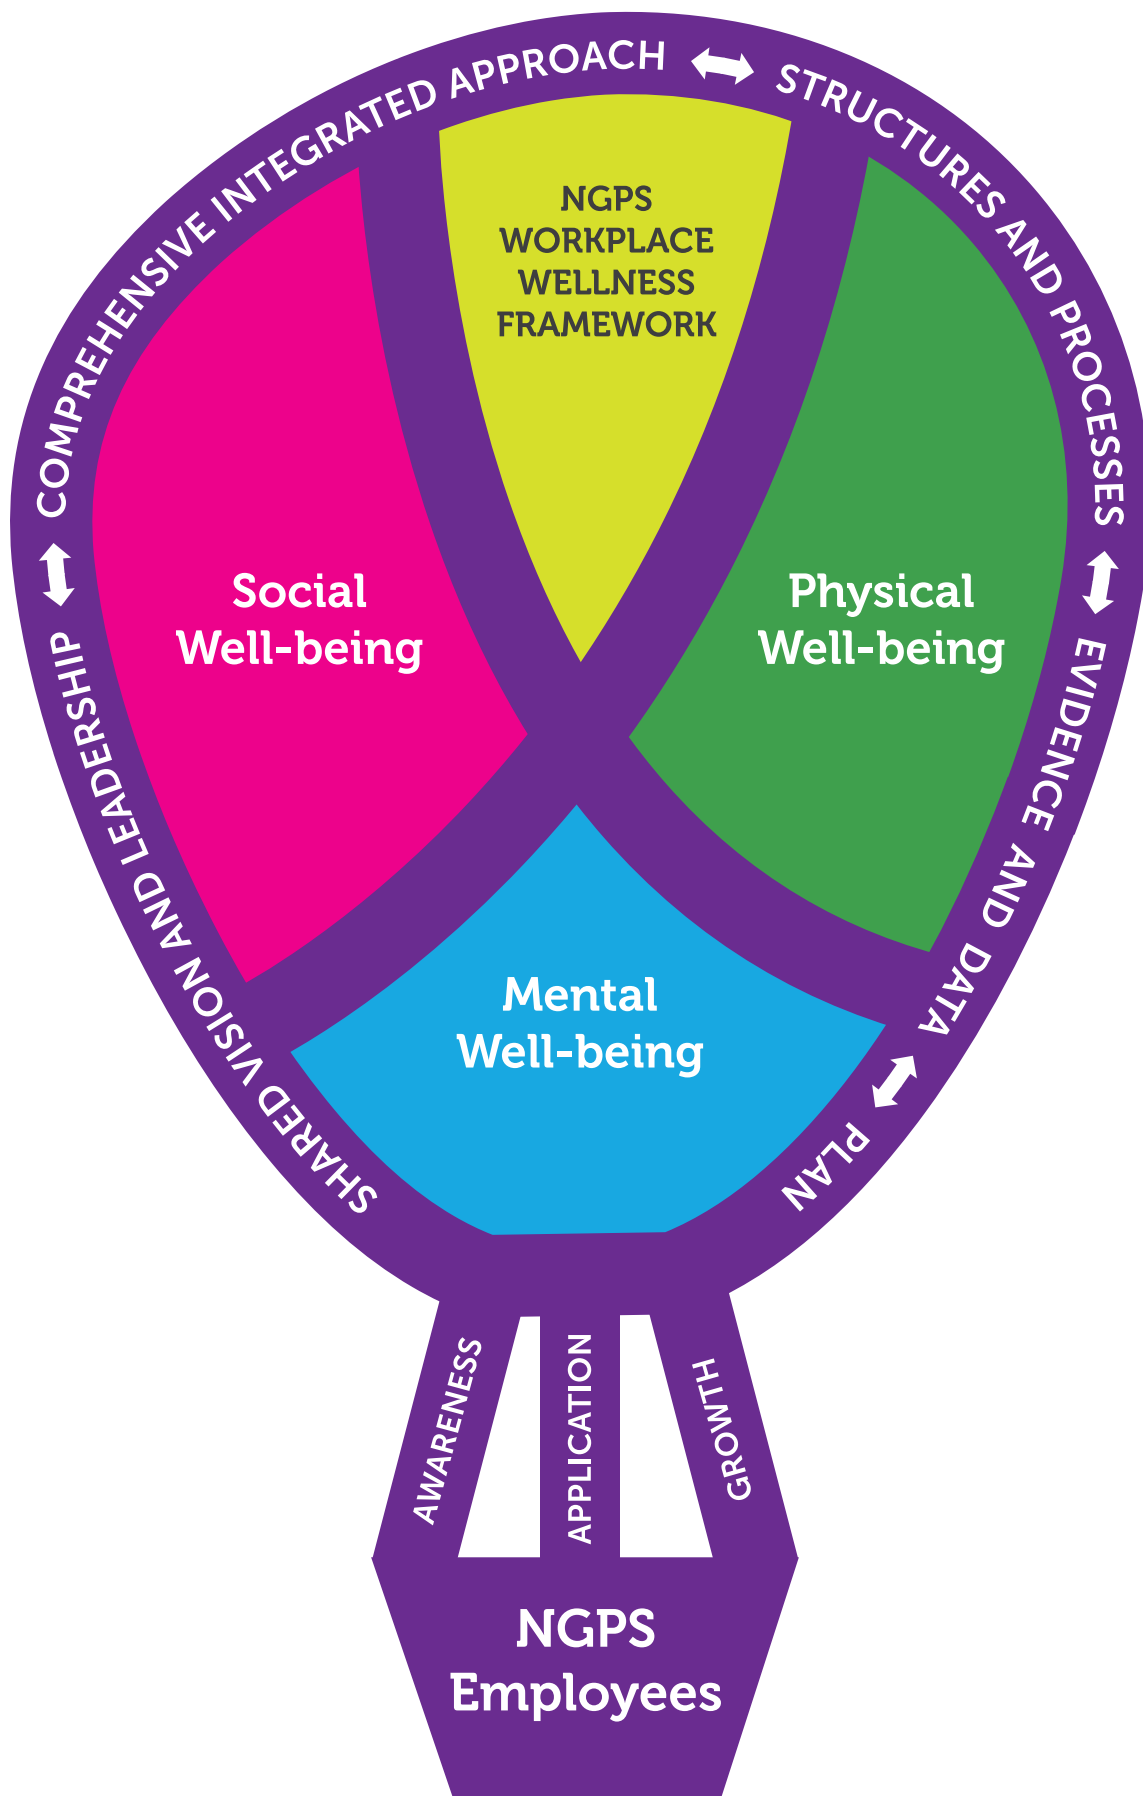 COMPREHENSIVE INTEGRATED APPROACH
STRUCTURES AND PROCESSES
EVIDENCE AND DATA
PLAN
SHARED VISION AND LEADERSHIP
NGPS
WORKPLACE
WELLNESS
FRAMEWORK
Social
Well-being
Physical
Well-being
Mental
Well-being
AWARENESS
APPLICATION
GROWTH
NGPS
Employees